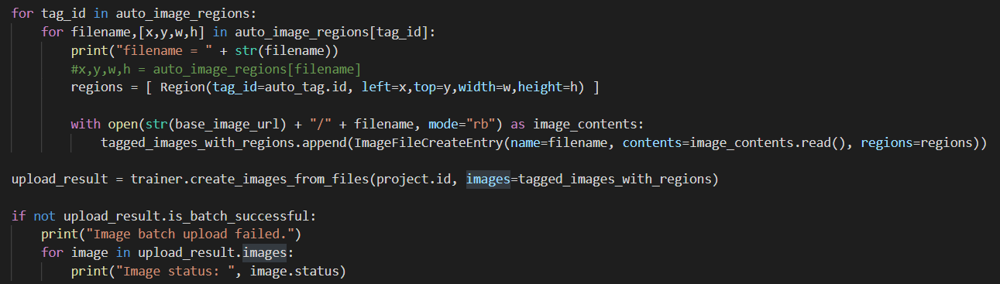 for tag_id in auto_image_regions:
    for filename,[x,y,w,h] in auto_image_regions[tag_id]:
        print("filename = " + str(filename))
        #x,y,w,h = auto_image_regions[filename]
        regions = [ Region(tag_id=auto_tag.id, left=x,top=y,width=w,height=h) ]

        with open(str(base_image_url) + "/" + filename, mode="rb") as image_contents:
            tagged_images_with_regions.append(ImageFileCreateEntry(name=filename, contents=image_contents.read(), regions=regions))

upload_result = trainer.create_images_from_files(project.id, images=tagged_images_with_regions)

if not upload_result.is_batch_successful:
    print("Image batch upload failed.")
    for image in upload_result.images:
        print("Image status: ", image.status)